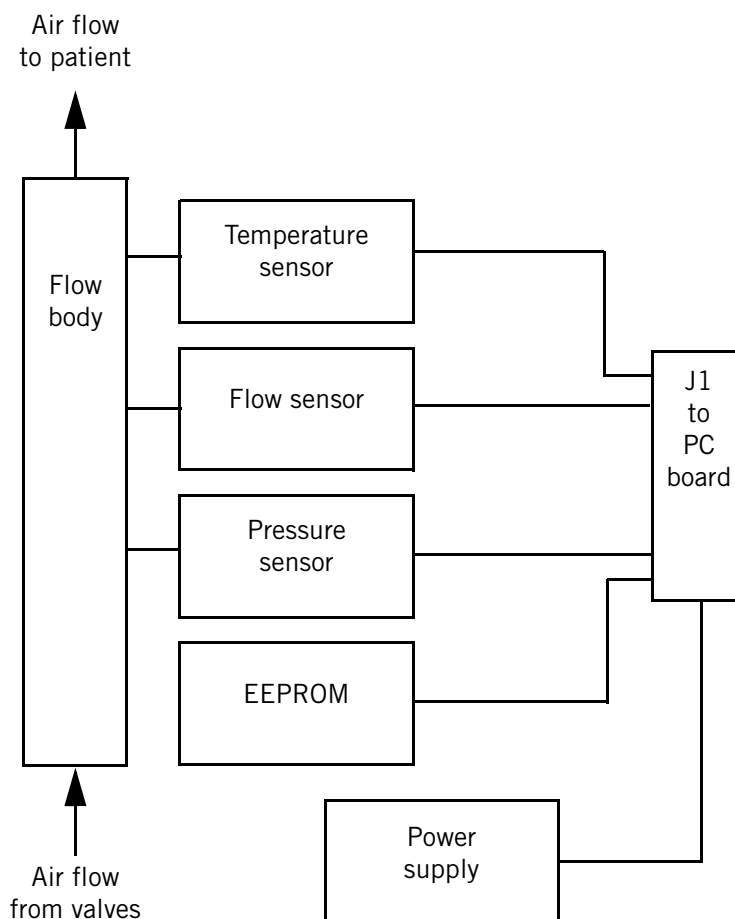 Air flow
to patient
Temperature
sensor
Flow
body
J1
to
PC
board
Flow sensor
Pressure
sensor
EEPROM
Power
supply
Air flow
from valves